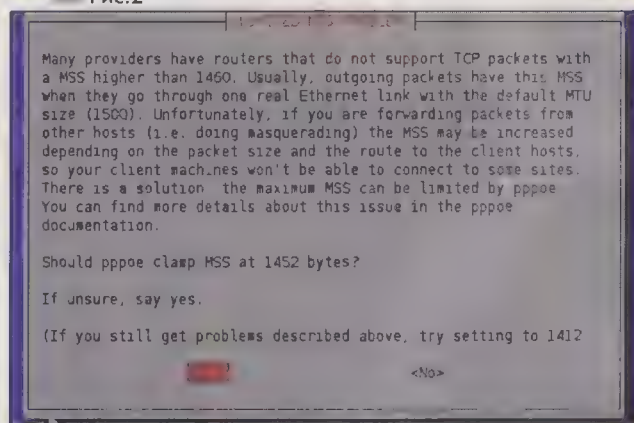 Many providers have routers that do not support TCP packets with
a MSS higher than 1460. Usually, outgoing packets have this MSS
when they go through one real Ethernet link with the default MTU
size (1500). Unfortunately, if you are forwarding packets from
other hosts (i.e. doing masquerading) the MSS may be increased
depending on the packet size and the route to the client hosts,
so your client machines won't be able to connect to some sites.
There is a solution the maximum MSS can be limited by pppoe
You can find more details about this issue in the pppoe
documentation.
Should pppoe clamp MSS at 1452 bytes?
If unsure, say yes.
(If you still get problems described above, try setting to 1412
<No>